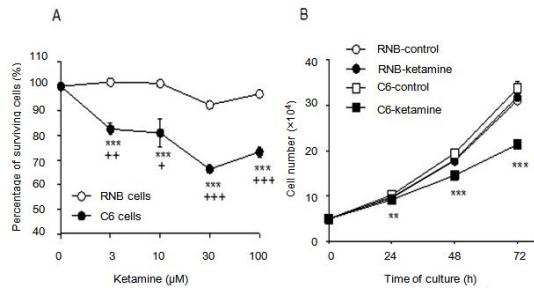 A
Percentage of surviving cells (%)
110
100
90
80
70
60
50
40
***
++
***
+
***
+++
***
+++
RNB cells
C6 cells
0 3 10 30 100
Ketamine (µM)
B
Cell number (×10⁴)
40
30
20
10
0
RNB-control
RNB-ketamine
C6-control
C6-ketamine
**
***
***
0 24 48 72
Time of culture (h)